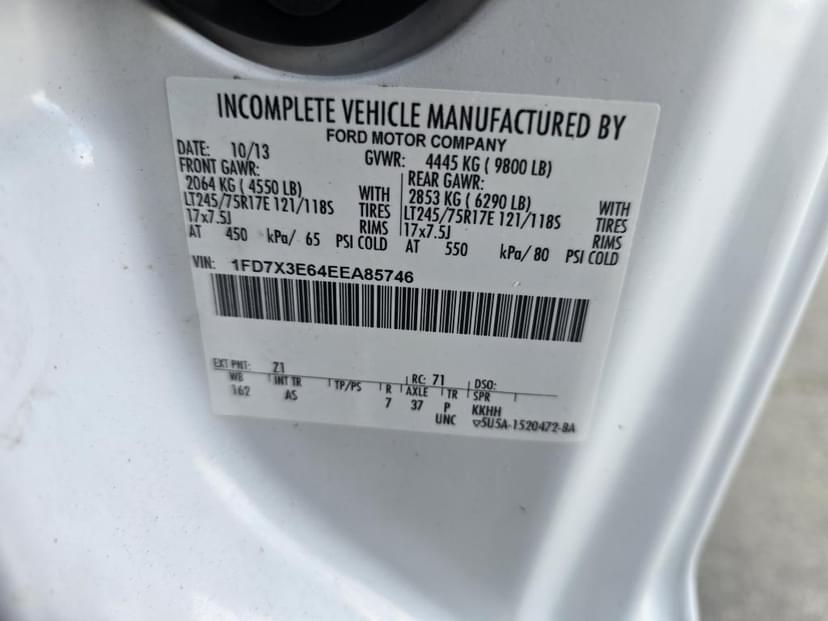 INCOMPLETE VEHICLE MANUFACTURED BY
FORD MOTOR COMPANY
DATE: 10/13 GVWR: 4445 KG ( 9800 LB)
FRONT GAWR: REAR GAWR:
2064 KG ( 4550 LB) WITH 2853 KG ( 6290 LB) WITH
LT245/75R17E 121/118S TIRES LT245/75R17E 121/118S TIRES
17x7.5J RIMS 17x7.5J RIMS
AT 450 kPa/ 65 PSI COLD AT 550 kPa/ 80 PSI COLD
VIN: 1FD7X3E64EEA85746
EXT PNT: Z1 RC: 71 DSO:
WB INT TR TP/PS R AXLE TR SPR
162 AS 7 37 P KKHH
UNC ▽5U5A-1520472-BA